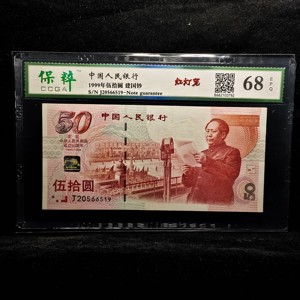 保粹
CCGA
中国人民银行
1999年伍拾圆 建国钞
S/N J20566519 Note guarantee
红灯笼
68 EPQ
50
中国人民银行
伍拾圆
J20566519
50